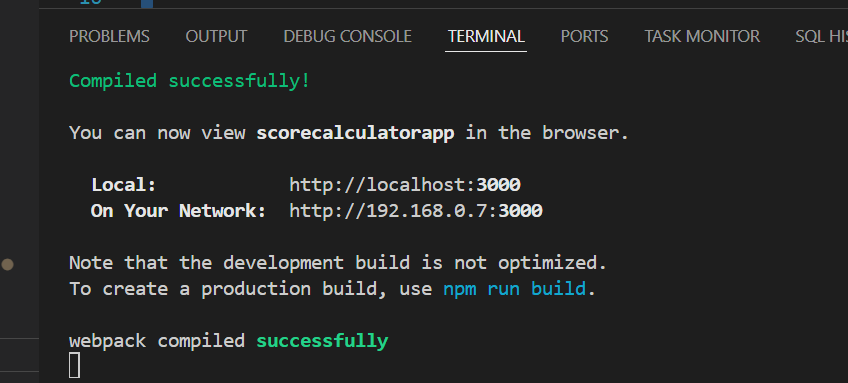 PROBLEMS OUTPUT DEBUG CONSOLE TERMINAL PORTS TASK MONITOR SQL HIS
Compiled successfully!
You can now view scorecalculatorapp in the browser.
Local: http://localhost:3000
On Your Network: http://192.168.0.7:3000
Note that the development build is not optimized.
To create a production build, use npm run build.
webpack compiled successfully